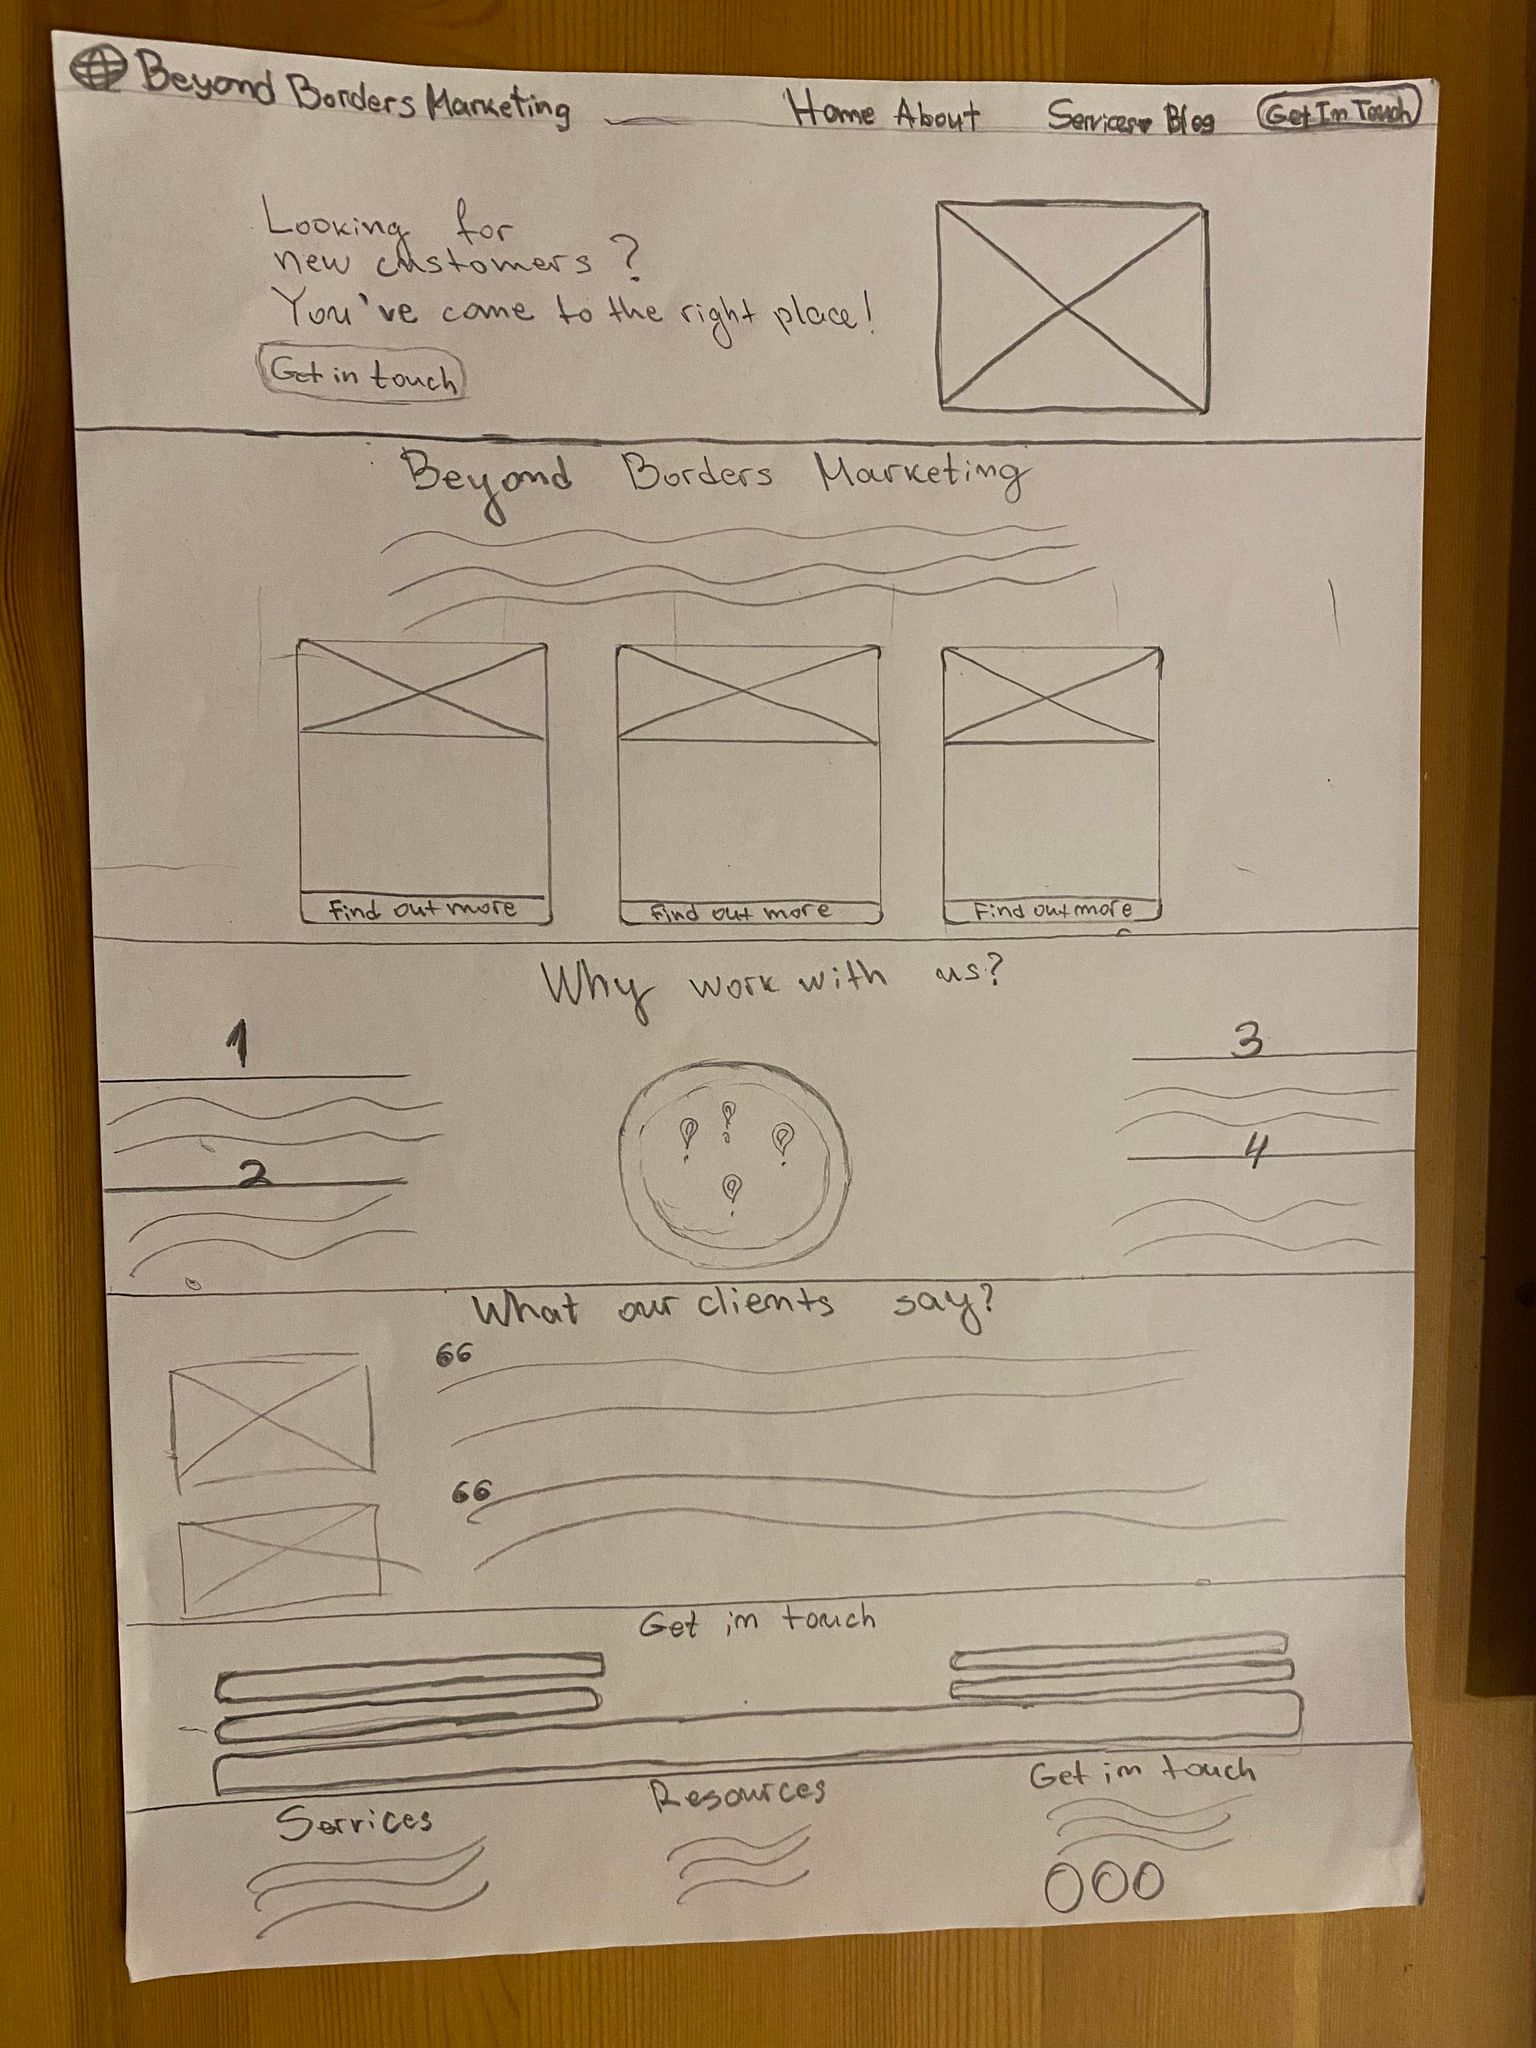 Beyond Borders Marketing
Home About Services Blog Get In Touch
Looking for
new customers?
You've come to the right place!
Get in touch
Beyond Borders Marketing
Find out more
Find out more
Find out more
Why work with us?
1
2
3
4
What our clients say?
66
66
Get in touch
Services
Resources
Get in touch